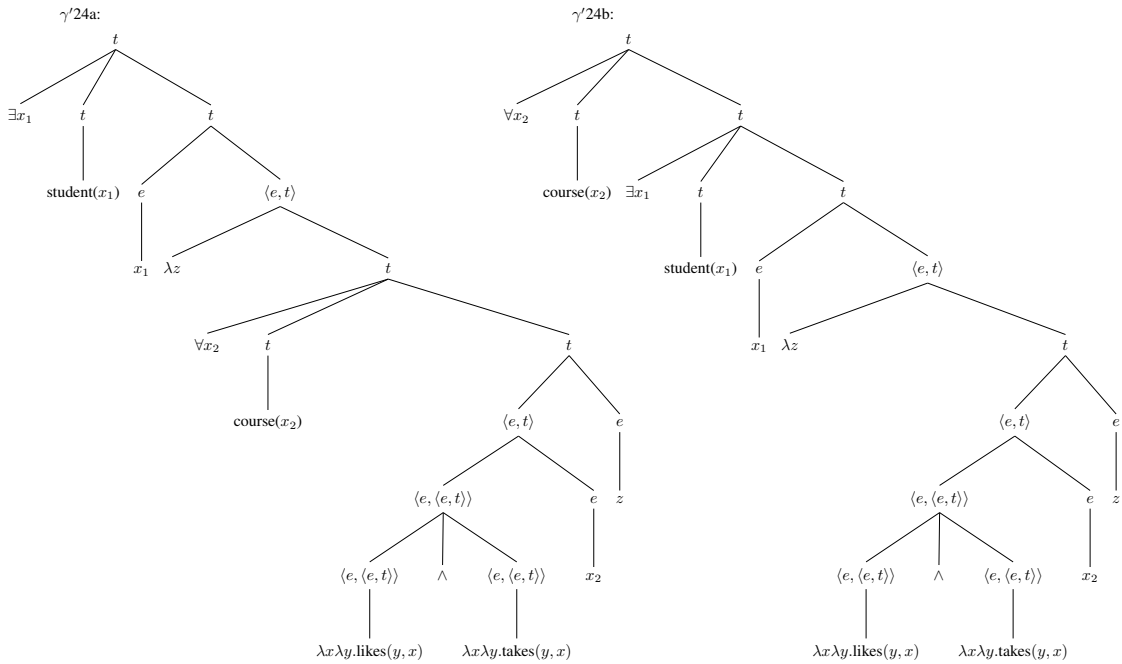 γ′24a: γ′24b:
t t
∃x₁ t t ∀x₂ t t
student(x₁) e ⟨e, t⟩ course(x₂) ∃x₁ t t
x₁ λz t student(x₁) e ⟨e, t⟩
∀x₂ t t x₁ λz t
course(x₂) ⟨e, t⟩ e ⟨e, t⟩ e
⟨e, ⟨e, t⟩⟩ e z ⟨e, ⟨e, t⟩⟩ e z
⟨e, ⟨e, t⟩⟩ ∧ ⟨e, ⟨e, t⟩⟩ x₂ ⟨e, ⟨e, t⟩⟩ ∧ ⟨e, ⟨e, t⟩⟩ x₂
λxλy.likes(y, x) λxλy.takes(y, x) λxλy.likes(y, x) λxλy.takes(y, x)